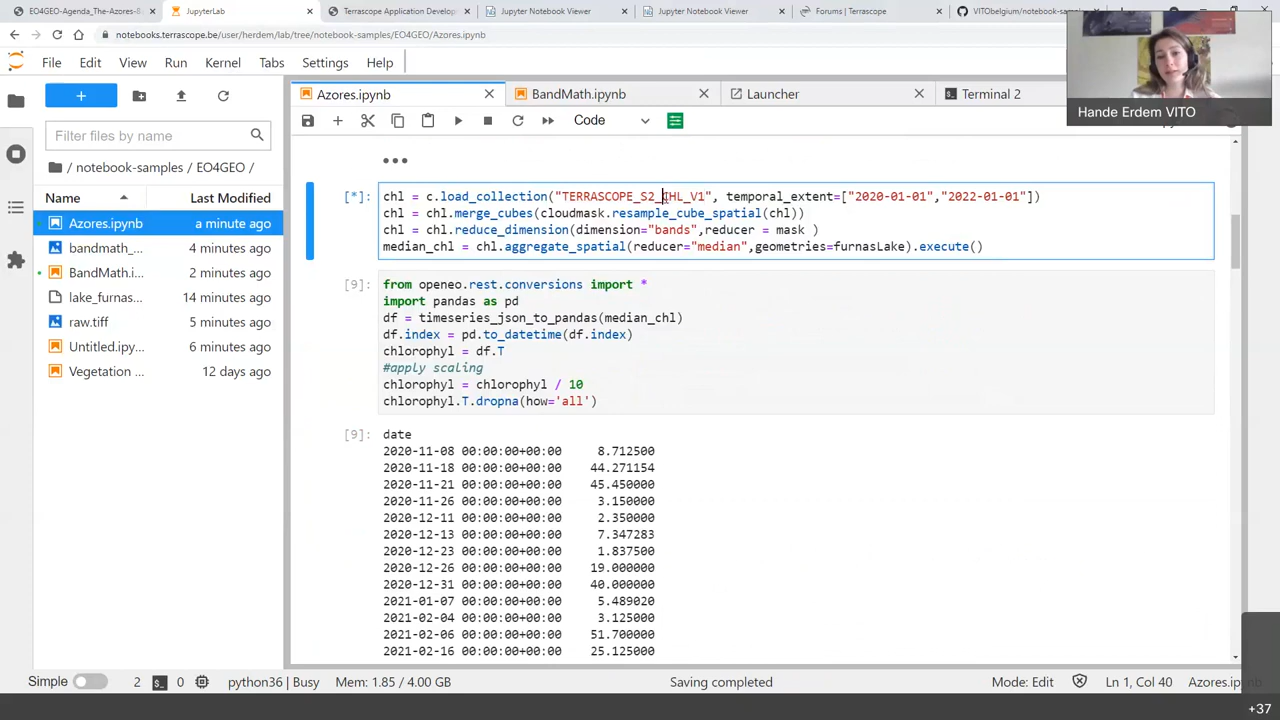 EO4GEO-Agenda_The-Azores-8
JupyterLab
Terrascope Application Developme
Jupyter Notebook Viewer
Jupyter Notebook Viewer
Forums | Terrascope
VITObelgium/notebook-samples
notebooks.terrascope.be/user/herdem/lab/tree/notebook-samples/EO4GEO/Azores.ipynb
File Edit View Run Kernel Tabs Settings Help
Hande Erdem VITO
Azores.ipynb
BandMath.ipynb
Launcher
Terminal 2
Code
Filter files by name
/ notebook-samples / EO4GEO /
Name Last Modified
Azores.ipynb a minute ago
bandmath_... 4 minutes ago
BandMath.i... 2 minutes ago
lake_furnas... 14 minutes ago
raw.tiff 5 minutes ago
Untitled.ipy... 6 minutes ago
Vegetation ... 12 days ago
[*]: chl = c.load_collection("TERRASCOPE_S2_CHL_V1", temporal_extent=["2020-01-01","2022-01-01"])
chl = chl.merge_cubes(cloudmask.resample_cube_spatial(chl))
chl = chl.reduce_dimension(dimension="bands",reducer = mask )
median_chl = chl.aggregate_spatial(reducer="median",geometries=furnasLake).execute()
[9]: from openeo.rest.conversions import *
import pandas as pd
df = timeseries_json_to_pandas(median_chl)
df.index = pd.to_datetime(df.index)
chlorophyl = df.T
#apply scaling
chlorophyl = chlorophyl / 10
chlorophyl.T.dropna(how='all')
[9]: date
2020-11-08 00:00:00+00:00 8.712500
2020-11-18 00:00:00+00:00 44.271154
2020-11-21 00:00:00+00:00 45.450000
2020-11-26 00:00:00+00:00 3.150000
2020-12-11 00:00:00+00:00 2.350000
2020-12-13 00:00:00+00:00 7.347283
2020-12-23 00:00:00+00:00 1.837500
2020-12-26 00:00:00+00:00 19.000000
2020-12-31 00:00:00+00:00 40.000000
2021-01-07 00:00:00+00:00 5.489020
2021-02-04 00:00:00+00:00 3.125000
2021-02-06 00:00:00+00:00 51.700000
2021-02-16 00:00:00+00:00 25.125000
Simple 2 0 python36 | Busy Mem: 1.85 / 4.00 GB Saving completed Mode: Edit Ln 1, Col 40 Azores.ipynb
+37